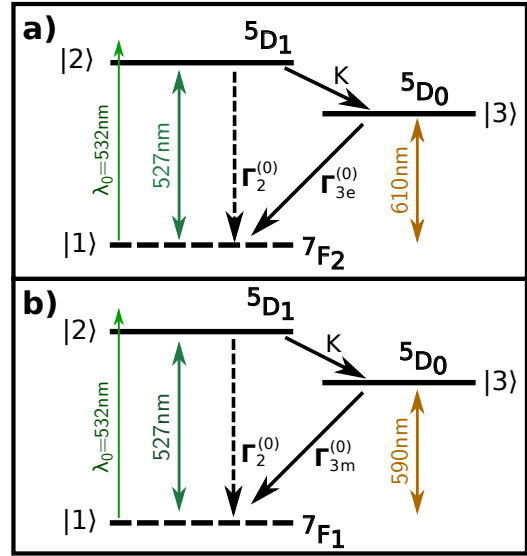 a)
⁵D₁
|2⟩
K
⁵D₀
|3⟩
λ₀=532nm
527nm
Γ₂⁽⁰⁾
Γ₃ₑ⁽⁰⁾
610nm
|1⟩
⁷F₂
b)
⁵D₁
|2⟩
K
⁵D₀
|3⟩
λ₀=532nm
527nm
Γ₂⁽⁰⁾
Γ₃ₘ⁽⁰⁾
590nm
|1⟩
⁷F₁